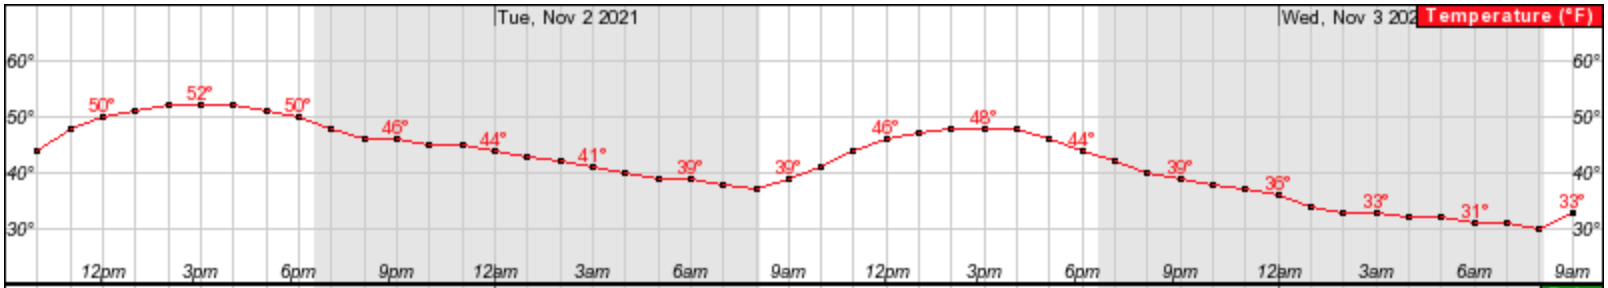 Tue, Nov 2 2021 Wed, Nov 3 202 Temperature (°F)
60° 60°
50° 52° 50° 46° 44° 41° 39° 39° 46° 48° 44° 39° 36° 33° 31° 33°
50° 50°
40° 40°
30° 30°
12pm 3pm 6pm 9pm 12am 3am 6am 9am 12pm 3pm 6pm 9pm 12am 3am 6am 9am